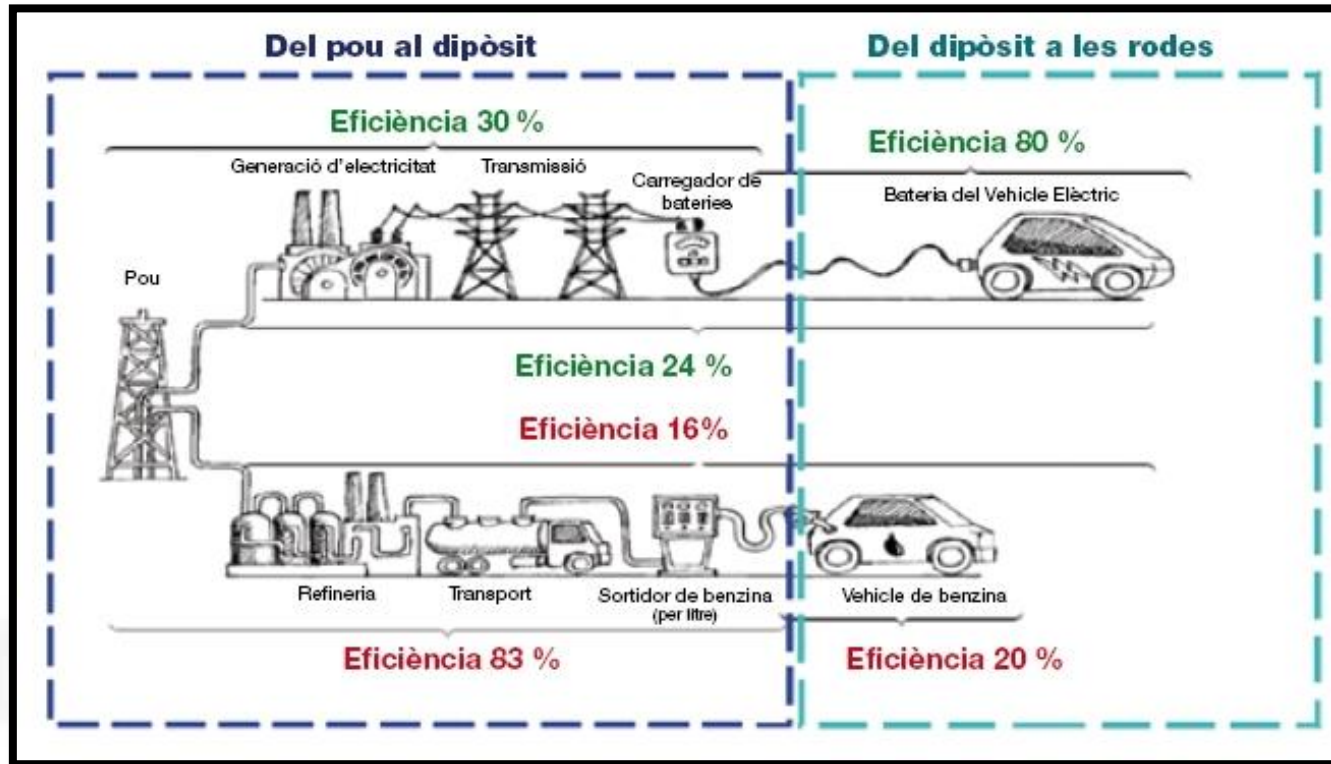 Del pou al dipòsit
Del dipòsit a les rodes
Eficiència 30 %
Eficiència 80 %
Generació d'electricitat
Transmissió
Carregador de
bateries
Bateria del Vehicle Elèctric
Pou
Eficiència 24 %
Eficiència 16%
Refineria
Transport
Sortidor de benzina
(per litre)
Vehicle de benzina
Eficiència 83 %
Eficiència 20 %